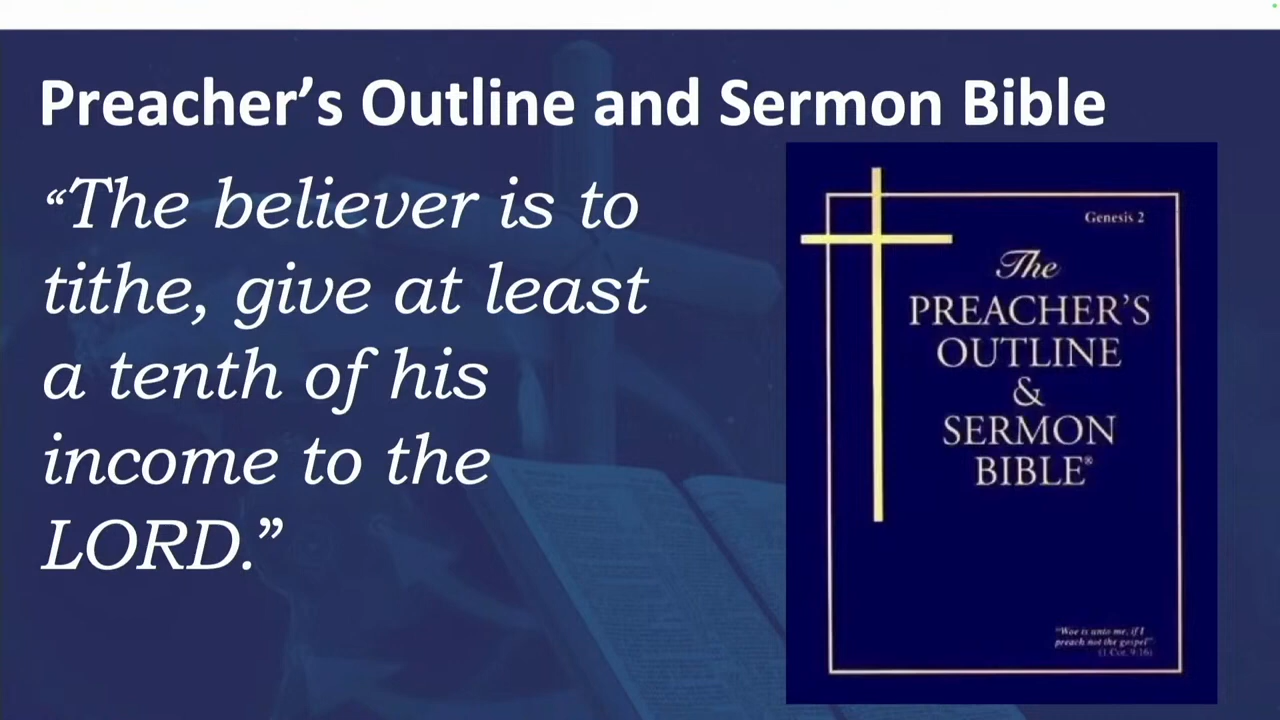 Preacher’s Outline and Sermon Bible
“The believer is to
tithe, give at least
a tenth of his
income to the
LORD.”
Genesis 2
The
PREACHER’S
OUTLINE
&
SERMON
BIBLE®
"Woe is unto me, if I
preach not the gospel"
(1 Cor. 9:16)